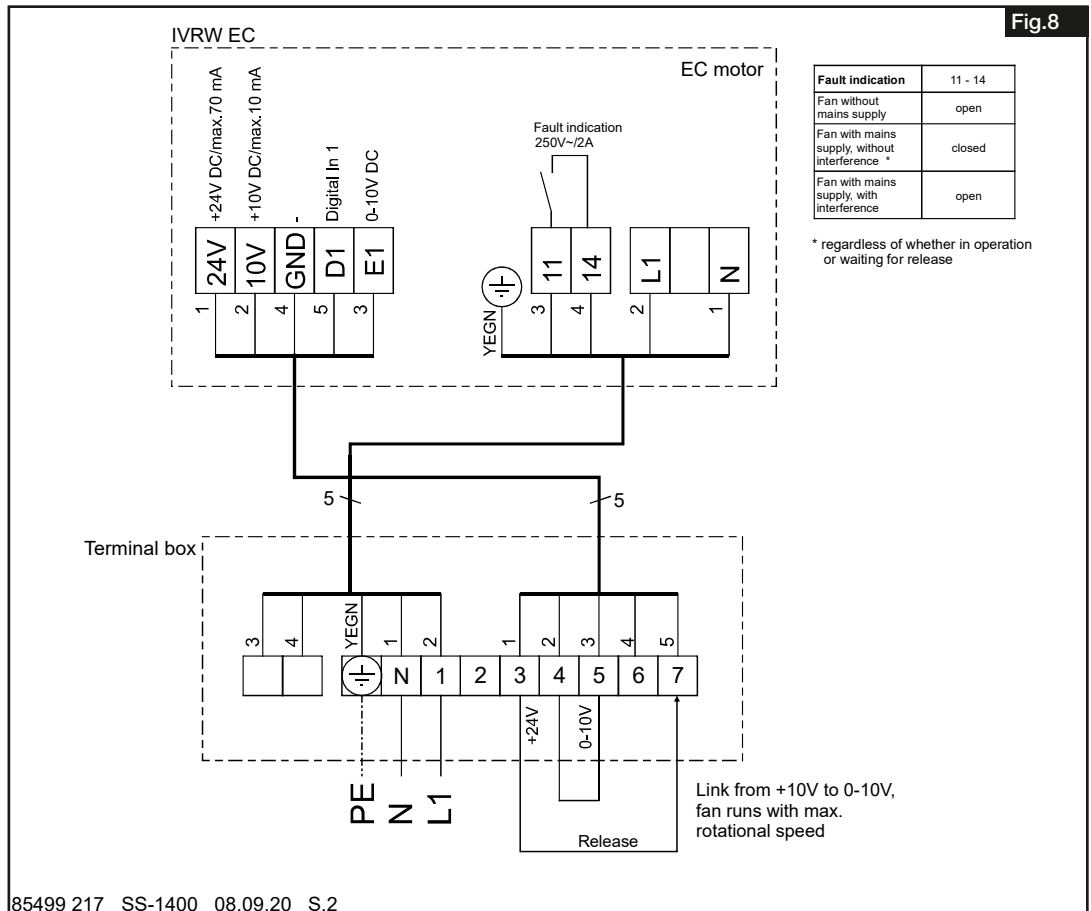 Fig.8
IVRW EC
EC motor
+24V DC/max.70 mA
+10V DC/max.10 mA
-
Digital In 1
0-10V DC
24V
10V
GND
D1
E1
1
2
4
5
3
Fault indication
250V~/2A
11
14
L1
N
YEGN
3
4
2
1
Fault indication 11 - 14
Fan without
mains supply
open
Fan with mains
supply, without
interference *
closed
Fan with mains
supply, with
interference
open
* regardless of whether in operation
or waiting for release
5
5
Terminal box
3
4
YEGN
1
2
1
2
3
4
5
N 1 2 3 4 5 6 7
+24V
0-10V
PE
N
L1
Link from +10V to 0-10V,
fan runs with max.
rotational speed
Release
85499 217 SS-1400 08.09.20 S.2